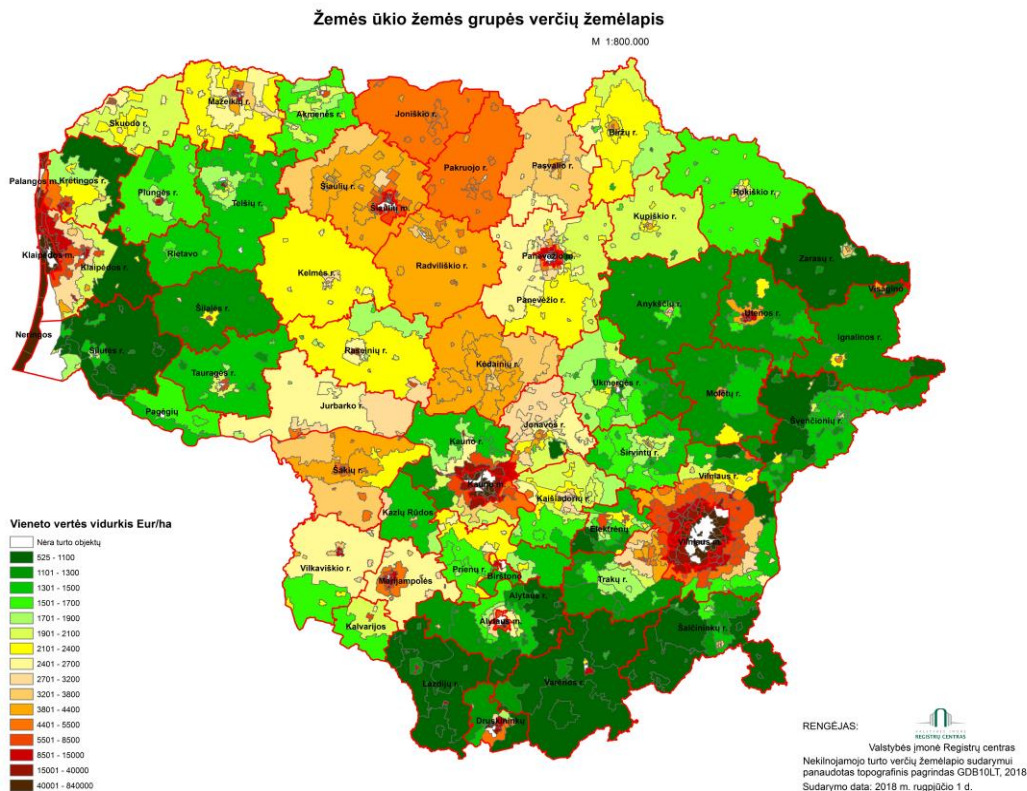 Žemės ūkio žemės grupės verčių žemėlapis
M 1:800.000
Mažeikių r.
Akmenės r.
Joniškio r.
Skuodo r.
Biržų r.
Pakruojo r.
Pasvalio r.
Palangos m.
Kretingos r.
Plungės r.
Telšių r.
Šiaulių r.
Šiaulių m.
Rokiškio r.
Kupiškio r.
Klaipėdos m.
Klaipėdos r.
Rietavo
Kelmės r.
Radviliškio r.
Panevėžio m.
Panevėžio r.
Zarasų r.
Visagino
Anykščių r.
Utenos r.
Ignalinos r.
Neringos
Šilalės r.
Šilutės r.
Raseinių r.
Kėdainių r.
Tauragės r.
Ukmergės r.
Molėtų r.
Pagėgių
Jurbarko r.
Švenčionių r.
Jonavos r.
Kauno r.
Širvintų r.
Šakių r.
Kauno m.
Vilniaus r.
Kaišiadorių r.
Kazlų Rūdos
Elektrėnų
Vilniaus m.
Vilkaviškio r.
Marijampolės
Prienų r.
Birštono
Trakų r.
Alytaus r.
Kalvarijos
Alytaus m.
Šalčininkų r.
Lazdijų r.
Varėnos r.
Druskininkų
Vieneto vertės vidurkis Eur/ha
Nėra turto objektų
525 - 1100
1101 - 1300
1301 - 1500
1501 - 1700
1701 - 1900
1901 - 2100
2101 - 2400
2401 - 2700
2701 - 3200
3201 - 3800
3801 - 4400
4401 - 5500
5501 - 8500
8501 - 15000
15001 - 40000
40001 - 840000
RENGĖJAS:
VALSTYBĖS ĮMONĖ
REGISTRŲ CENTRAS
Valstybės įmonė Registrų centras
Nekilnojamojo turto verčių žemėlapio sudarymui
panaudotas topografinis pagrindas GDB10LT, 2018
Sudarymo data: 2018 m. rugpjūčio 1 d.